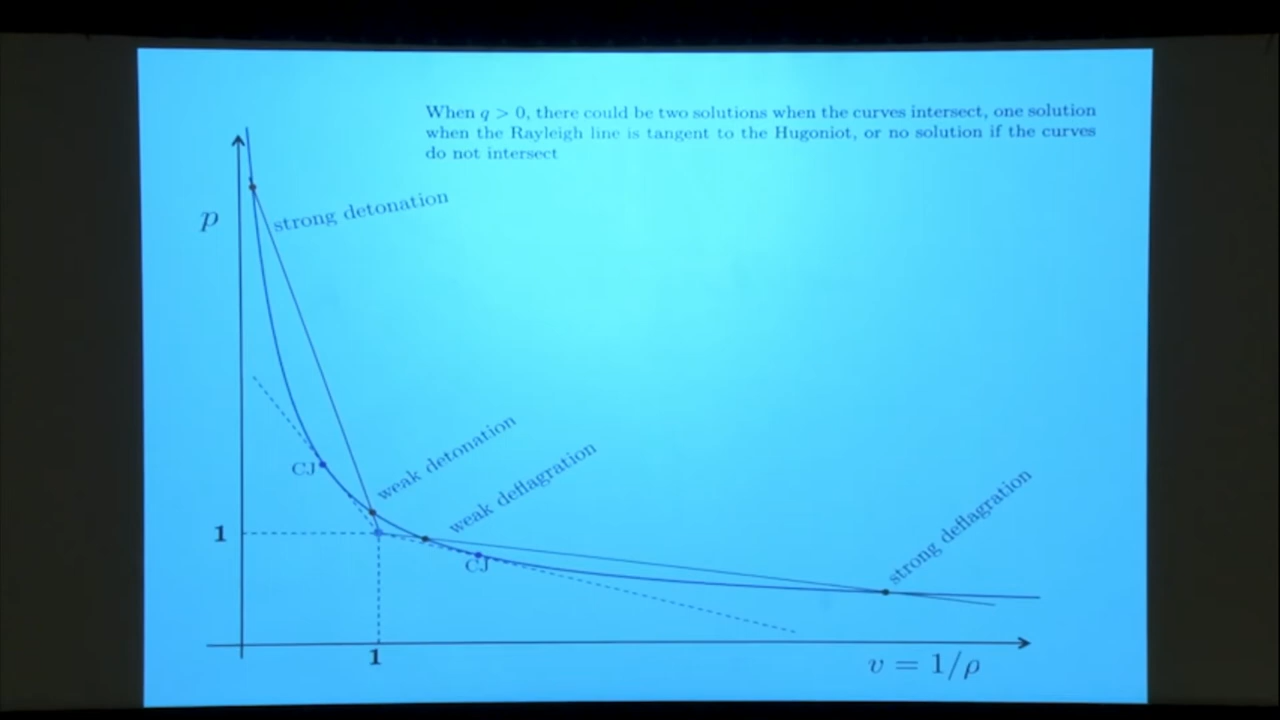 When q > 0, there could be two solutions when the curves intersect, one solution
when the Rayleigh line is tangent to the Hugoniot, or no solution if the curves
do not intersect
p
strong detonation
weak detonation
CJ
weak deflagration
strong deflagration
1
CJ
1
v = 1/ρ